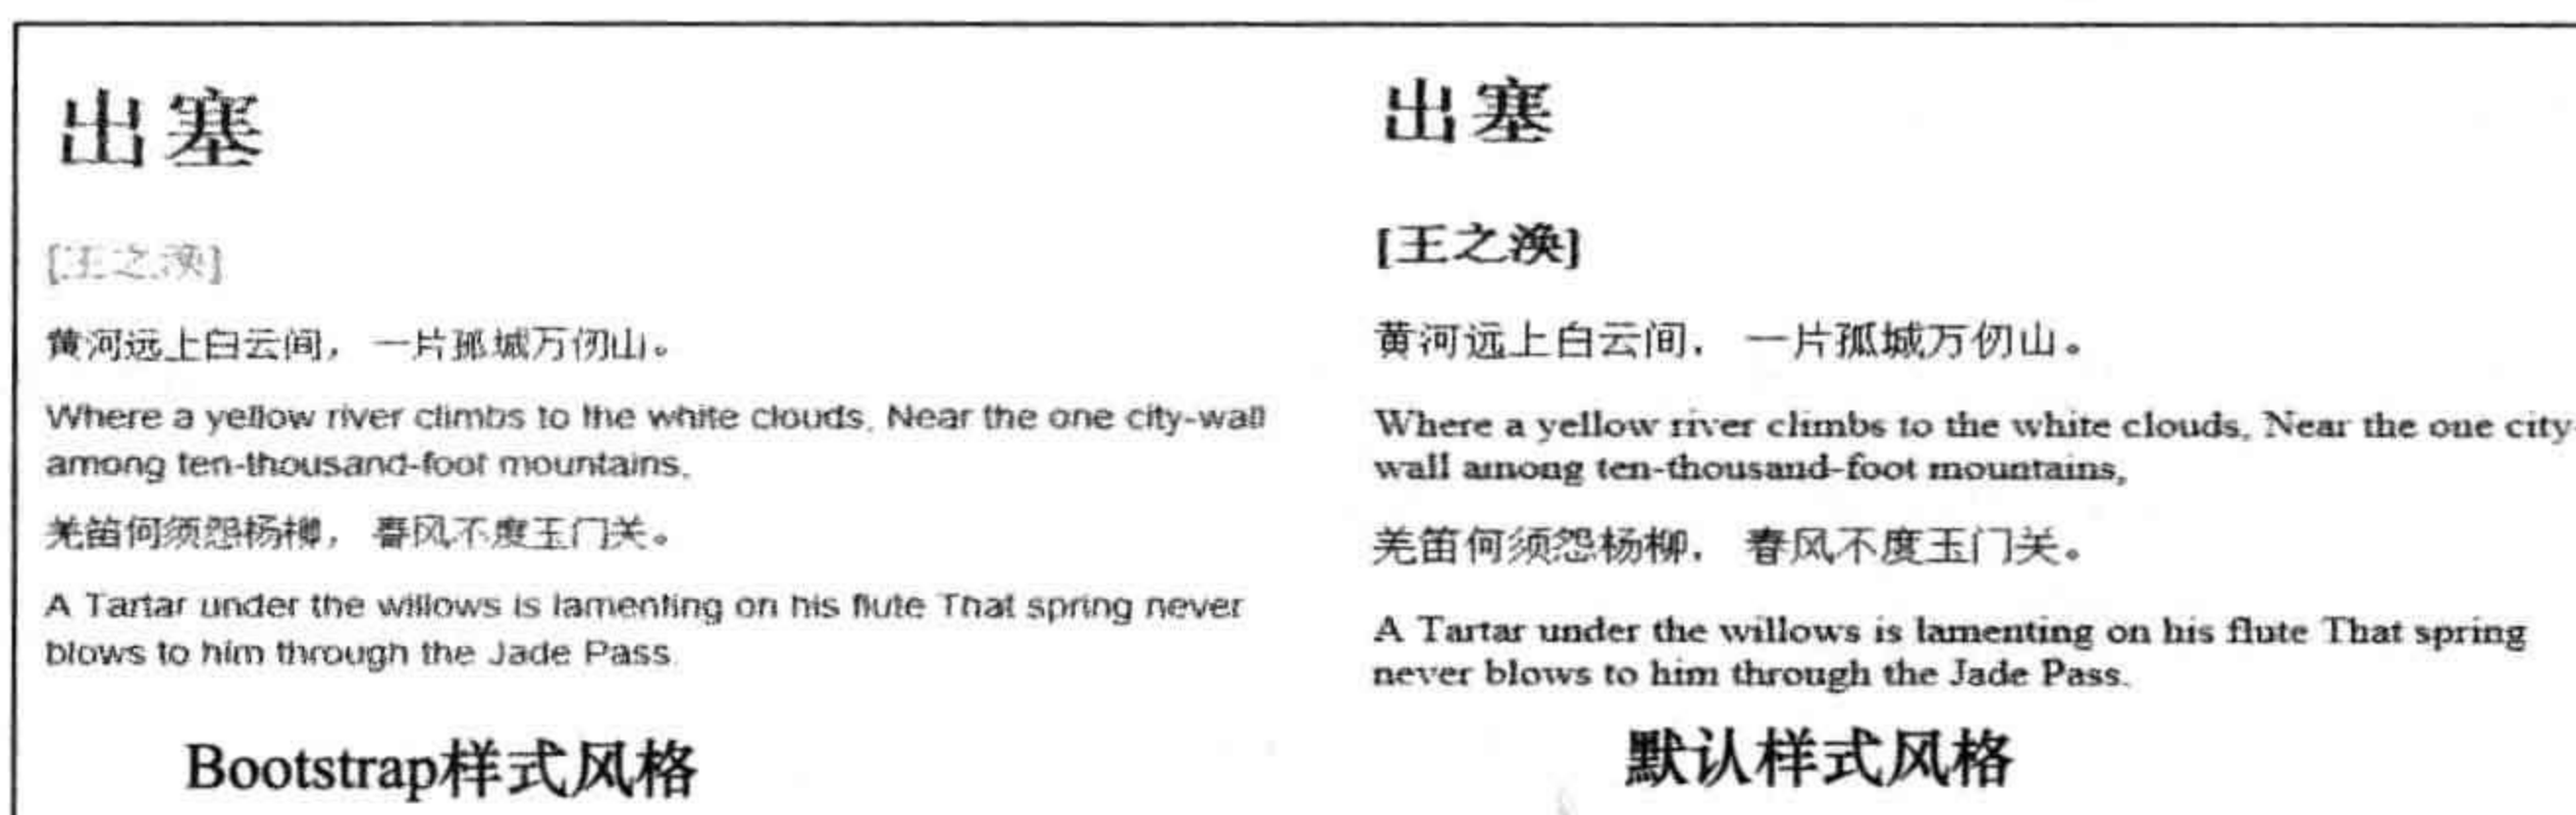 出塞
[王之涣]
黄河远上白云间， 一片孤城万仞山。
Where a yellow river climbs to the white clouds, Near the one city-wall
among ten-thousand-foot mountains,
羌笛何须怨杨柳， 春风不度玉门关。
A Tartar under the willows is lamenting on his flute That spring never
blows to him through the Jade Pass.
Bootstrap样式风格
出塞
[王之涣]
黄河远上白云间， 一片孤城万仞山。
Where a yellow river climbs to the white clouds, Near the one city-
wall among ten-thousand-foot mountains,
羌笛何须怨杨柳， 春风不度玉门关。
A Tartar under the willows is lamenting on his flute That spring
never blows to him through the Jade Pass.
默认样式风格